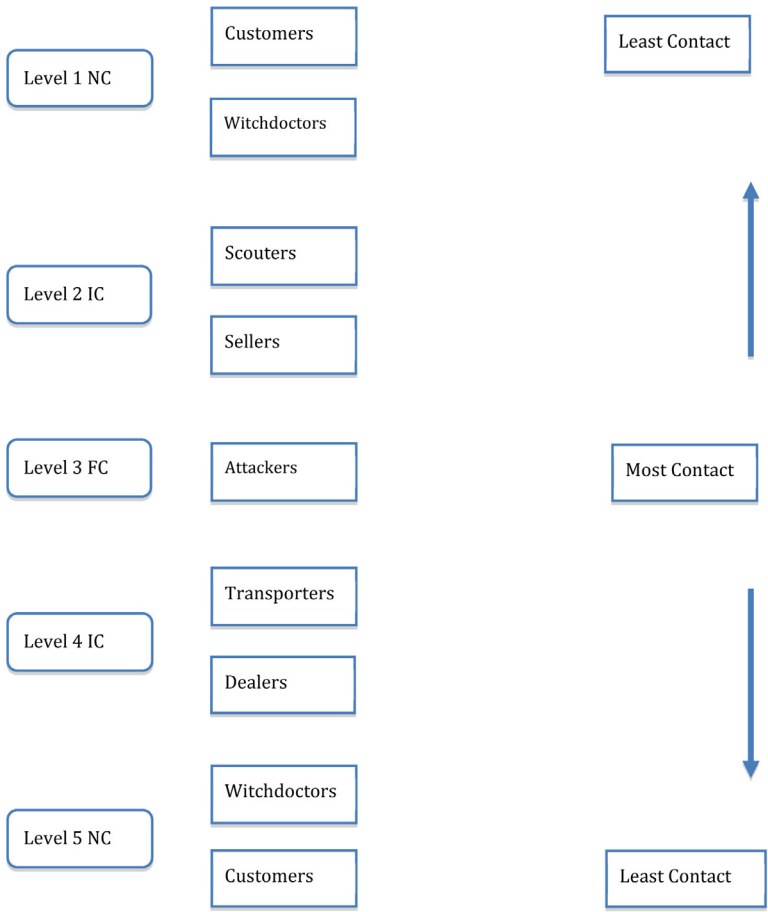 Customers
Least Contact
Level 1 NC
Witchdoctors
Scouters
Level 2 IC
Sellers
Level 3 FC
Attackers
Most Contact
Transporters
Level 4 IC
Dealers
Witchdoctors
Level 5 NC
Customers
Least Contact